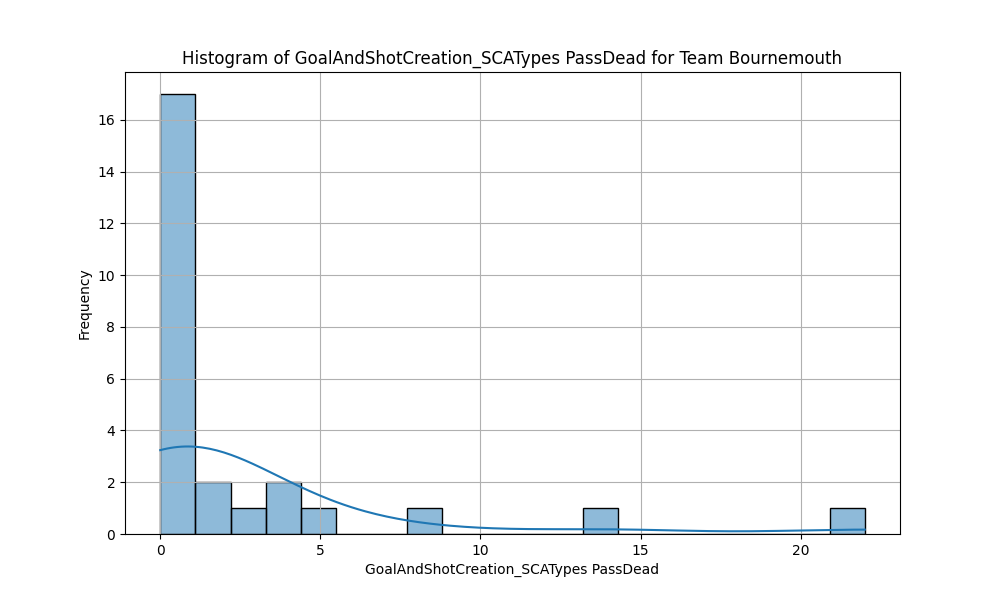 Histogram of GoalAndShotCreation_SCATypes PassDead for Team Bournemouth
Frequency
16
14
12
10
8
6
4
2
0
0 5 10 15 20
GoalAndShotCreation_SCATypes PassDead